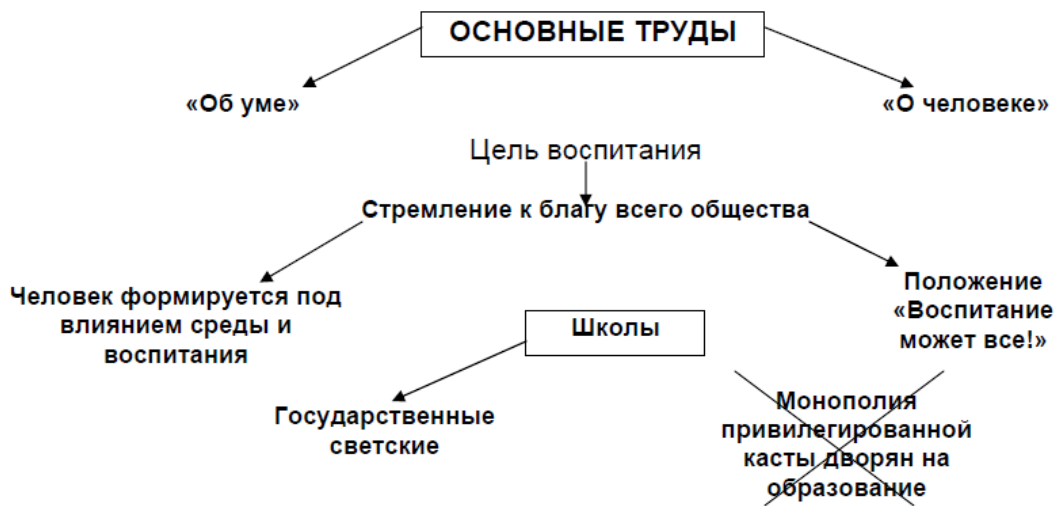 ОСНОВНЫЕ ТРУДЫ
«Об уме»
«О человеке»
Цель воспитания
Стремление к благу всего общества
Человек формируется под
влиянием среды и
воспитания
Положение
«Воспитание
может все!»
Школы
Государственные
светские
Монополия
привилегированной
касты дворян на
образование